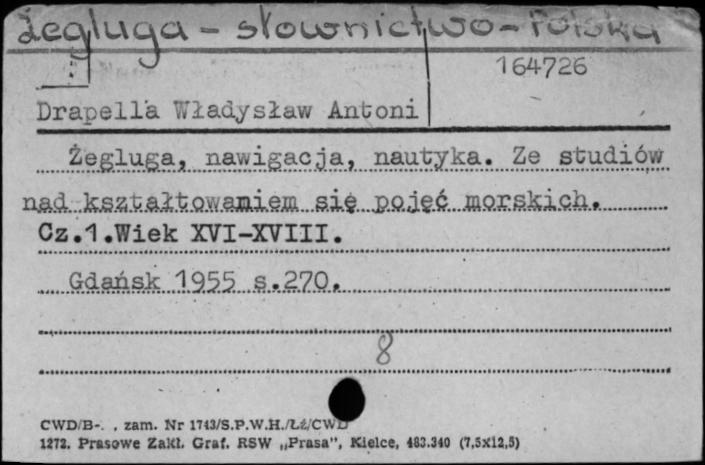 Żegluga - słownictwo - Polska
164726
Drapella Władysław Antoni
Żegluga, nawigacja, nautyka. Ze studiów
nad kształtowaniem się pojęć morskich.
Cz.1.Wiek XVI-XVIII.
Gdańsk 1955 s.270.
8
CWD/B-. , zam. Nr 1743/S.P.W.H./Łź/CWD
1272. Prasowe Zakł. Graf. RSW „Prasa”, Kielce, 483.340 (7,5x12,5)